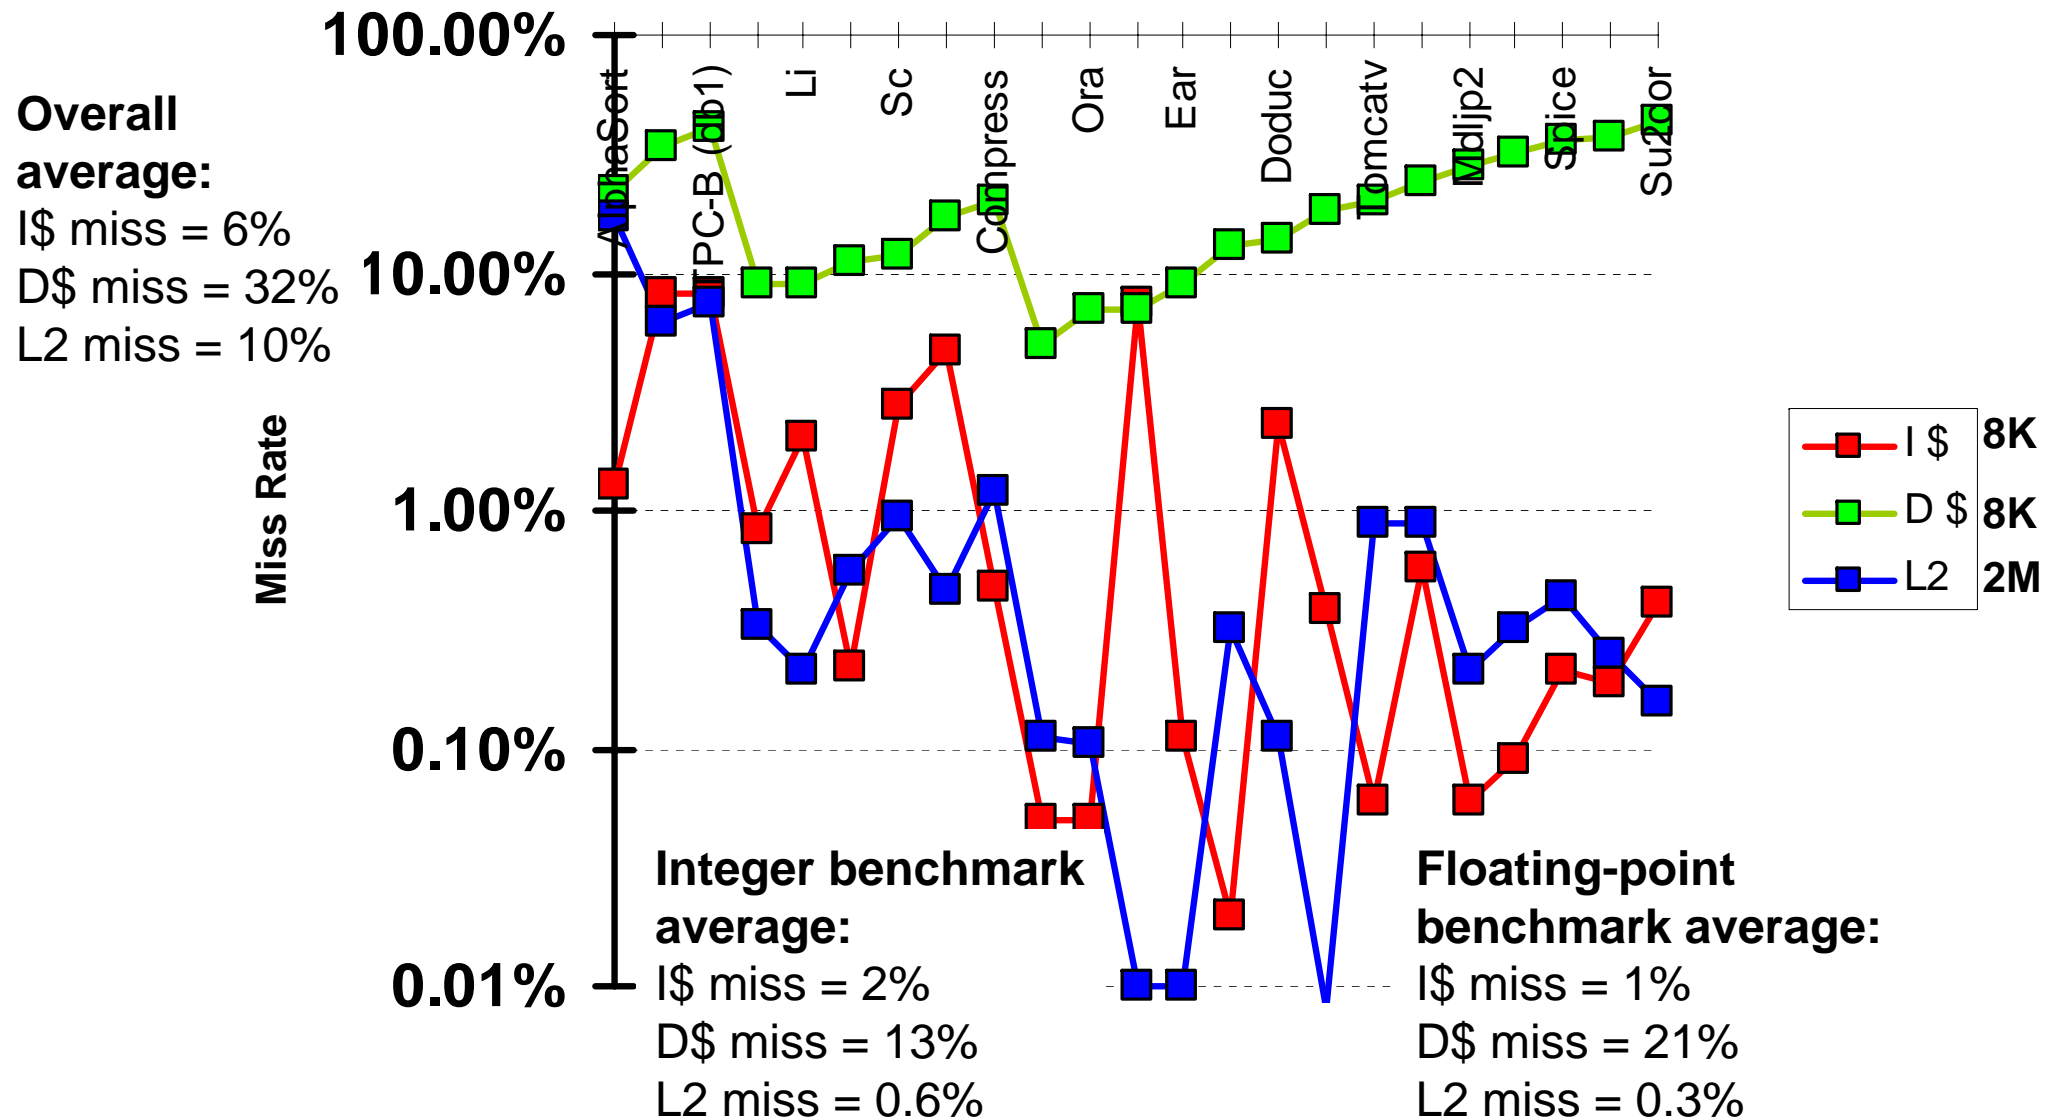 100.00%
10.00%
1.00%
0.10%
0.01%
Miss Rate
AlphaSort
TPC-B (db1)
Li
Sc
Compress
Ora
Ear
Doduc
Tomcatv
Mdljp2
Spice
Su2cor
Overall
average:
I$ miss = 6%
D$ miss = 32%
L2 miss = 10%
I $ 8K
D $ 8K
L2 2M
Integer benchmark
average:
I$ miss = 2%
D$ miss = 13%
L2 miss = 0.6%
Floating-point
benchmark average:
I$ miss = 1%
D$ miss = 21%
L2 miss = 0.3%